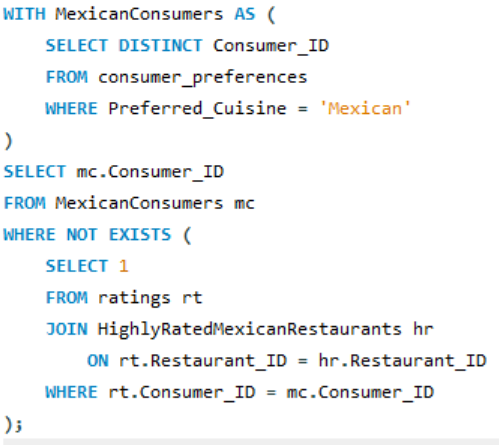 WITH MexicanConsumers AS (
    SELECT DISTINCT Consumer_ID
    FROM consumer_preferences
    WHERE Preferred_Cuisine = 'Mexican'
)
SELECT mc.Consumer_ID
FROM MexicanConsumers mc
WHERE NOT EXISTS (
    SELECT 1
    FROM ratings rt
    JOIN HighlyRatedMexicanRestaurants hr
        ON rt.Restaurant_ID = hr.Restaurant_ID
    WHERE rt.Consumer_ID = mc.Consumer_ID
);